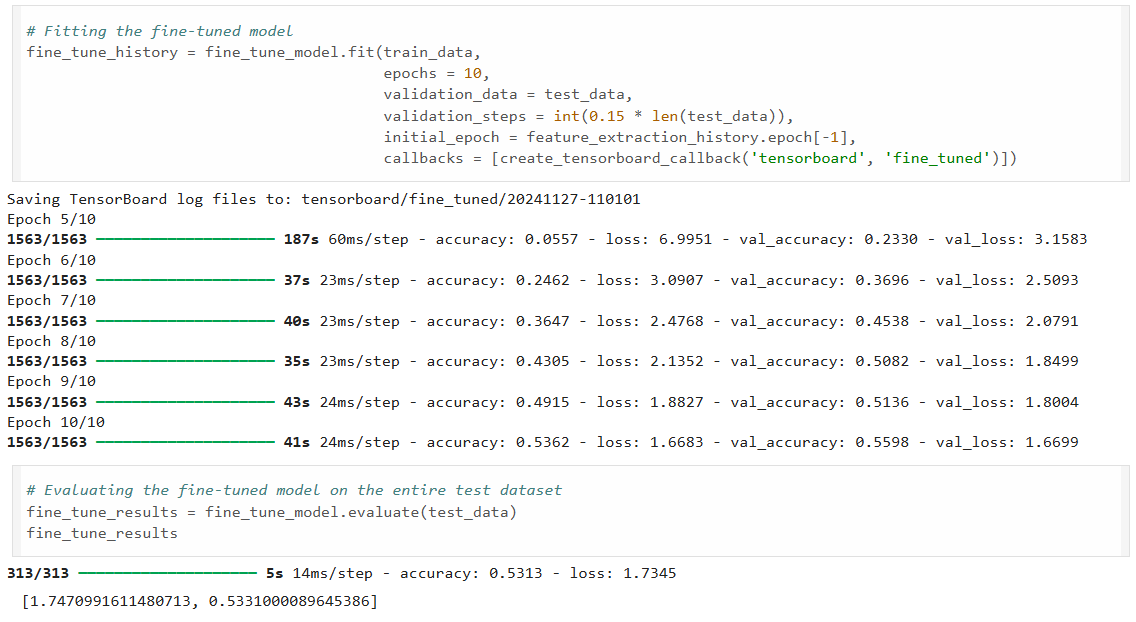 # Fitting the fine-tuned model
fine_tune_history = fine_tune_model.fit(train_data,
                                        epochs = 10,
                                        validation_data = test_data,
                                        validation_steps = int(0.15 * len(test_data)),
                                        initial_epoch = feature_extraction_history.epoch[-1],
                                        callbacks = [create_tensorboard_callback('tensorboard', 'fine_tuned')])
Saving TensorBoard log files to: tensorboard/fine_tuned/20241127-110101
Epoch 5/10
1563/1563 ━━━━━━━━━━━━━━━━━━━━ 187s 60ms/step - accuracy: 0.0557 - loss: 6.9951 - val_accuracy: 0.2330 - val_loss: 3.1583
Epoch 6/10
1563/1563 ━━━━━━━━━━━━━━━━━━━━ 37s 23ms/step - accuracy: 0.2462 - loss: 3.0907 - val_accuracy: 0.3696 - val_loss: 2.5093
Epoch 7/10
1563/1563 ━━━━━━━━━━━━━━━━━━━━ 40s 23ms/step - accuracy: 0.3647 - loss: 2.4768 - val_accuracy: 0.4538 - val_loss: 2.0791
Epoch 8/10
1563/1563 ━━━━━━━━━━━━━━━━━━━━ 35s 23ms/step - accuracy: 0.4305 - loss: 2.1352 - val_accuracy: 0.5082 - val_loss: 1.8499
Epoch 9/10
1563/1563 ━━━━━━━━━━━━━━━━━━━━ 43s 24ms/step - accuracy: 0.4915 - loss: 1.8827 - val_accuracy: 0.5136 - val_loss: 1.8004
Epoch 10/10
1563/1563 ━━━━━━━━━━━━━━━━━━━━ 41s 24ms/step - accuracy: 0.5362 - loss: 1.6683 - val_accuracy: 0.5598 - val_loss: 1.6699
# Evaluating the fine-tuned model on the entire test dataset
fine_tune_results = fine_tune_model.evaluate(test_data)
fine_tune_results
313/313 ━━━━━━━━━━━━━━━━━━━━ 5s 14ms/step - accuracy: 0.5313 - loss: 1.7345
[1.7470991611480713, 0.5331000089645386]